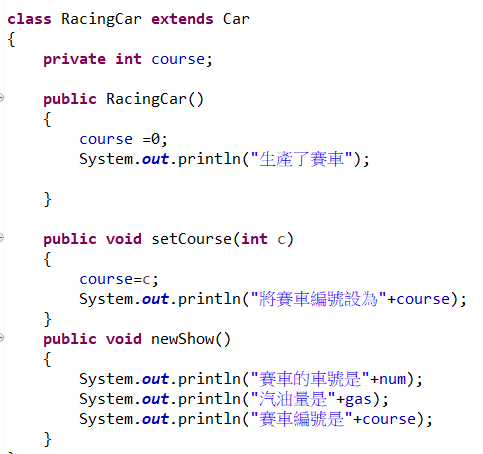 class RacingCar extends Car
{
    private int course;

    public RacingCar()
    {
        course =0;
        System.out.println("生產了賽車");

    }

    public void setCourse(int c)
    {
        course=c;
        System.out.println("將賽車編號設為"+course);
    }
    public void newShow()
    {
        System.out.println("賽車的車號是"+num);
        System.out.println("汽油量是"+gas);
        System.out.println("賽車編號是"+course);
    }